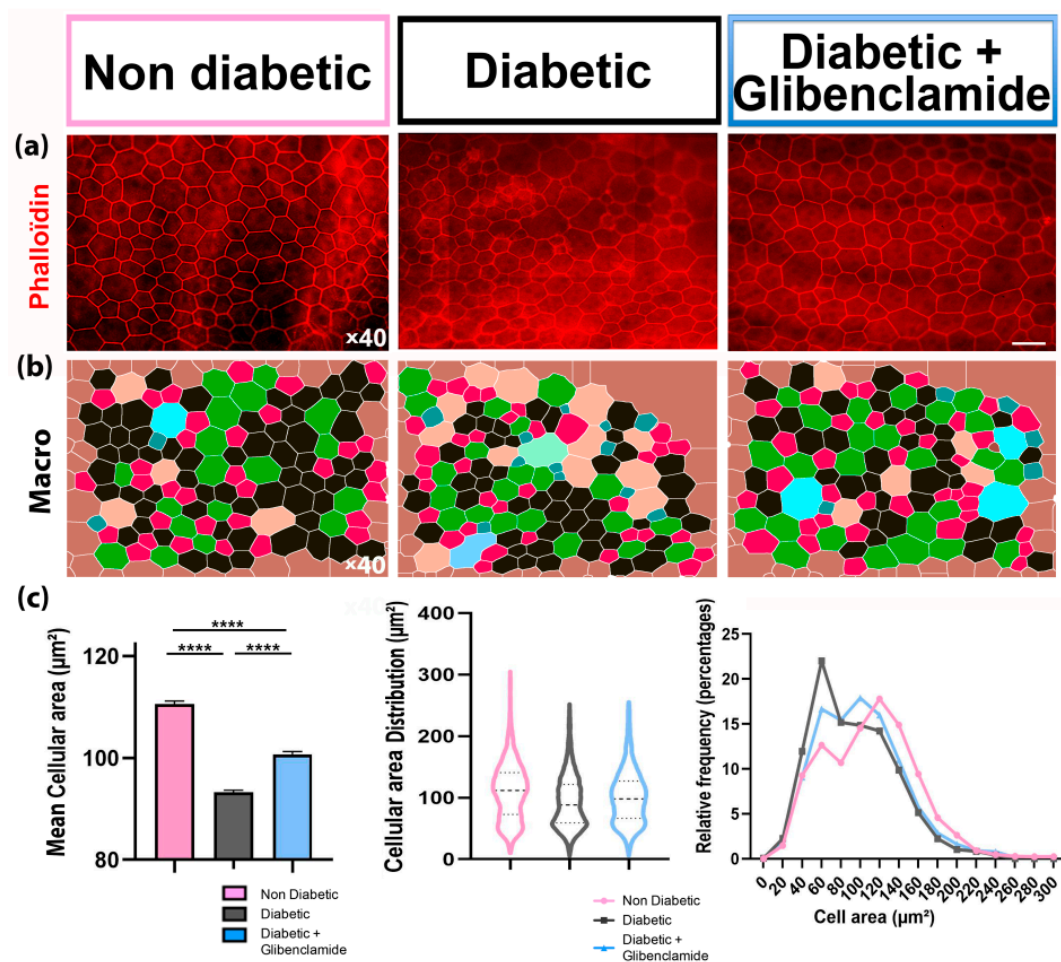 Non diabetic
Diabetic
Diabetic +
Glibenclamide
(a)
Phalloïdin
×40
(b)
Macro
×40
×40
(c)
Mean Cellular area (µm²)
120
100
80
****
****
****
Non Diabetic
Diabetic
Diabetic +
Glibenclamide
Cellular area Distribution (µm²)
400
300
200
100
0
Non Diabetic
Diabetic
Diabetic +
Glibenclamide
Relative frequency (percentages)
25
20
15
10
5
0
0
20
40
60
80
100
120
140
160
180
200
220
240
260
280
300
Cell area (µm²)